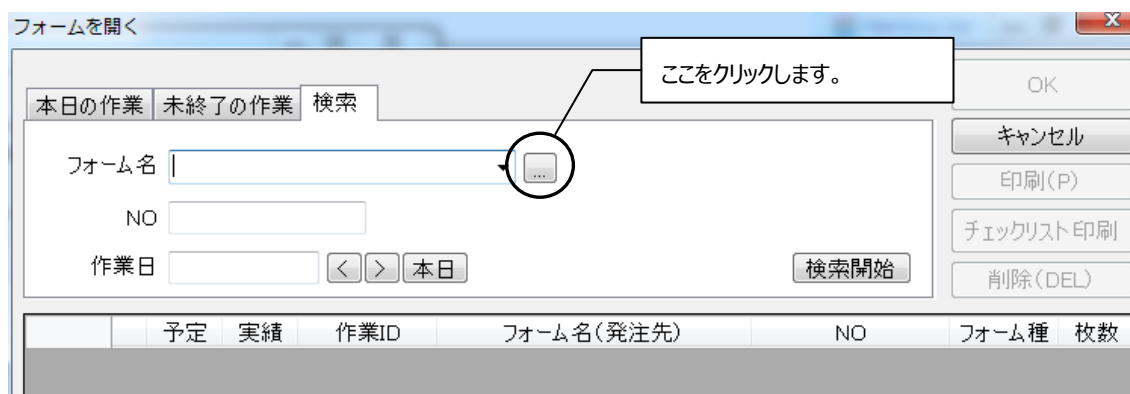 フォームを開く
ここをクリックします。
本日の作業 未終了の作業 検索
OK
キャンセル
フォーム名 ...
印刷(P)
NO
チェックリスト印刷
作業日 < > 本日 検索開始
削除(DEL)
予定 実績 作業ID フォーム名(発注先) NO フォーム種 枚数